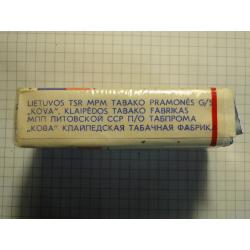 LIETUVOS TSR MPM TABAKO PRAMONĖS G/S
„KOVA", KLAIPĖDOS TABAKO FABRIKAS
МПП ЛИТОВСКОЙ ССР П/О ТАБПРОМА
„КОВА" КЛАЙПЕДСКАЯ ТАБАЧНАЯ ФАБРИК